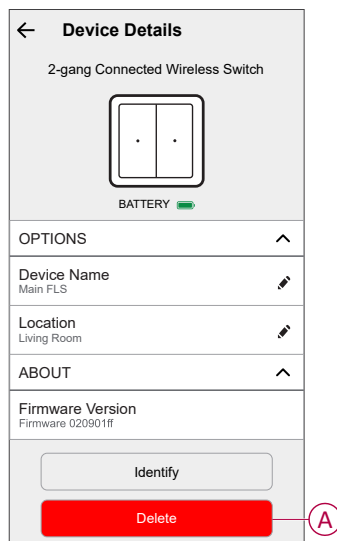 Device Details
2-gang Connected Wireless Switch
BATTERY
OPTIONS
Device Name
Main FLS
Location
Living Room
ABOUT
Firmware Version
Firmware 020901ff
Identify
Delete
A